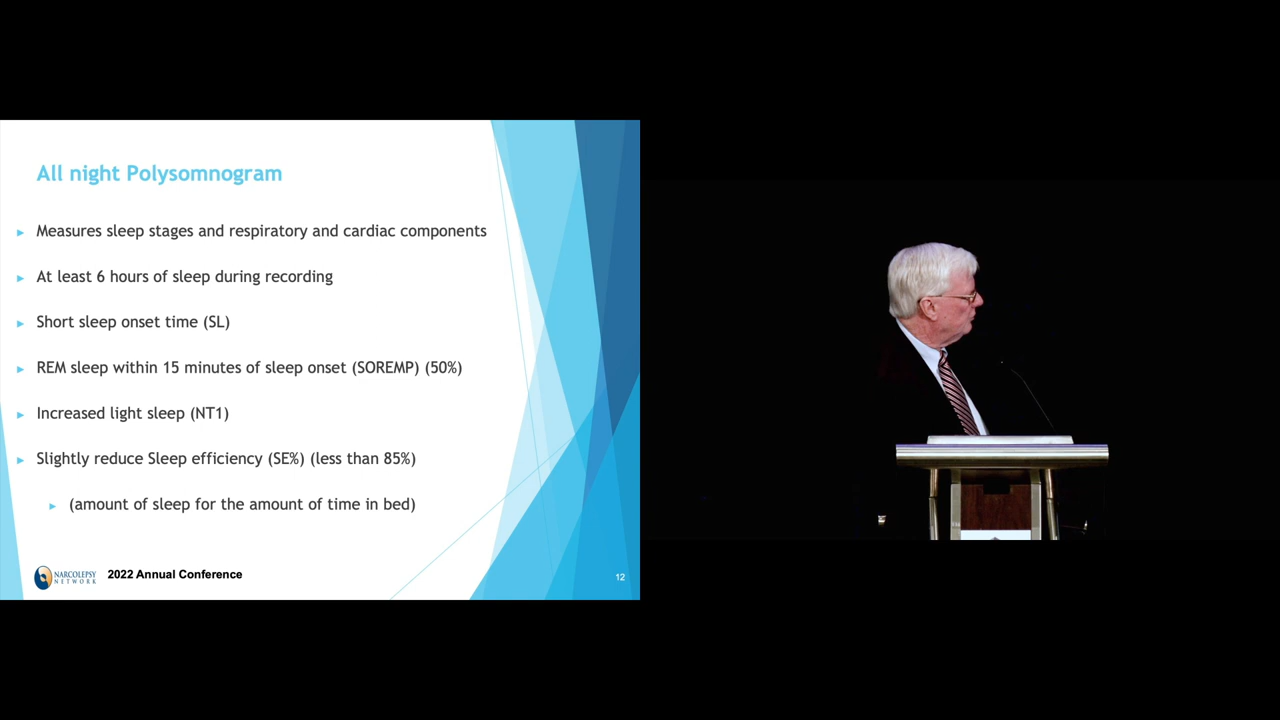 All night Polysomnogram
Measures sleep stages and respiratory and cardiac components
At least 6 hours of sleep during recording
Short sleep onset time (SL)
REM sleep within 15 minutes of sleep onset (SOREMP) (50%)
Increased light sleep (NT1)
Slightly reduce Sleep efficiency (SE%) (less than 85%)
(amount of sleep for the amount of time in bed)
NARCOLEPSY
NETWORK
2022 Annual Conference
12